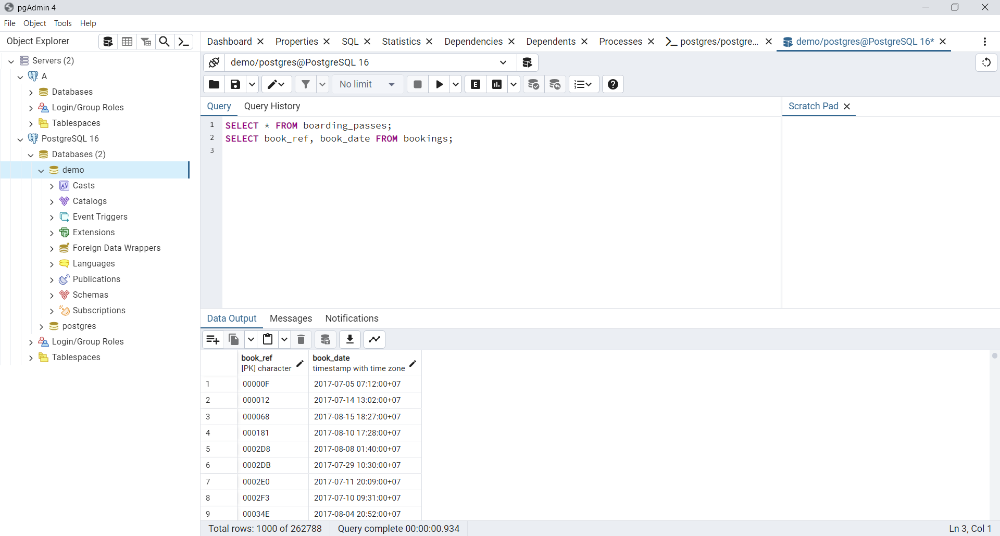 pgAdmin 4
File Object Tools Help
Object Explorer
Dashboard Properties SQL Statistics Dependencies Dependents Processes postgres/postgre... demo/postgres@PostgreSQL 16*
Servers (2)
A
Databases
Login/Group Roles
Tablespaces
PostgreSQL 16
Databases (2)
demo
Casts
Catalogs
Event Triggers
Extensions
Foreign Data Wrappers
Languages
Publications
Schemas
Subscriptions
postgres
Login/Group Roles
Tablespaces
demo/postgres@PostgreSQL 16
E No limit
Query Query History
Scratch Pad
1 SELECT * FROM boarding_passes;
2 SELECT book_ref, book_date FROM bookings;
3
Data Output Messages Notifications
book_ref book_date
[PK] character timestamp with time zone
1 00000F 2017-07-05 07:12:00+07
2 000012 2017-07-14 13:02:00+07
3 000068 2017-08-15 18:27:00+07
4 000181 2017-08-10 17:28:00+07
5 0002D8 2017-08-08 01:40:00+07
6 0002DB 2017-07-29 10:30:00+07
7 0002E0 2017-07-11 20:09:00+07
8 0002F3 2017-07-10 09:31:00+07
9 00034E 2017-08-04 20:52:00+07
Total rows: 1000 of 262788 Query complete 00:00:00.934 Ln 3, Col 1